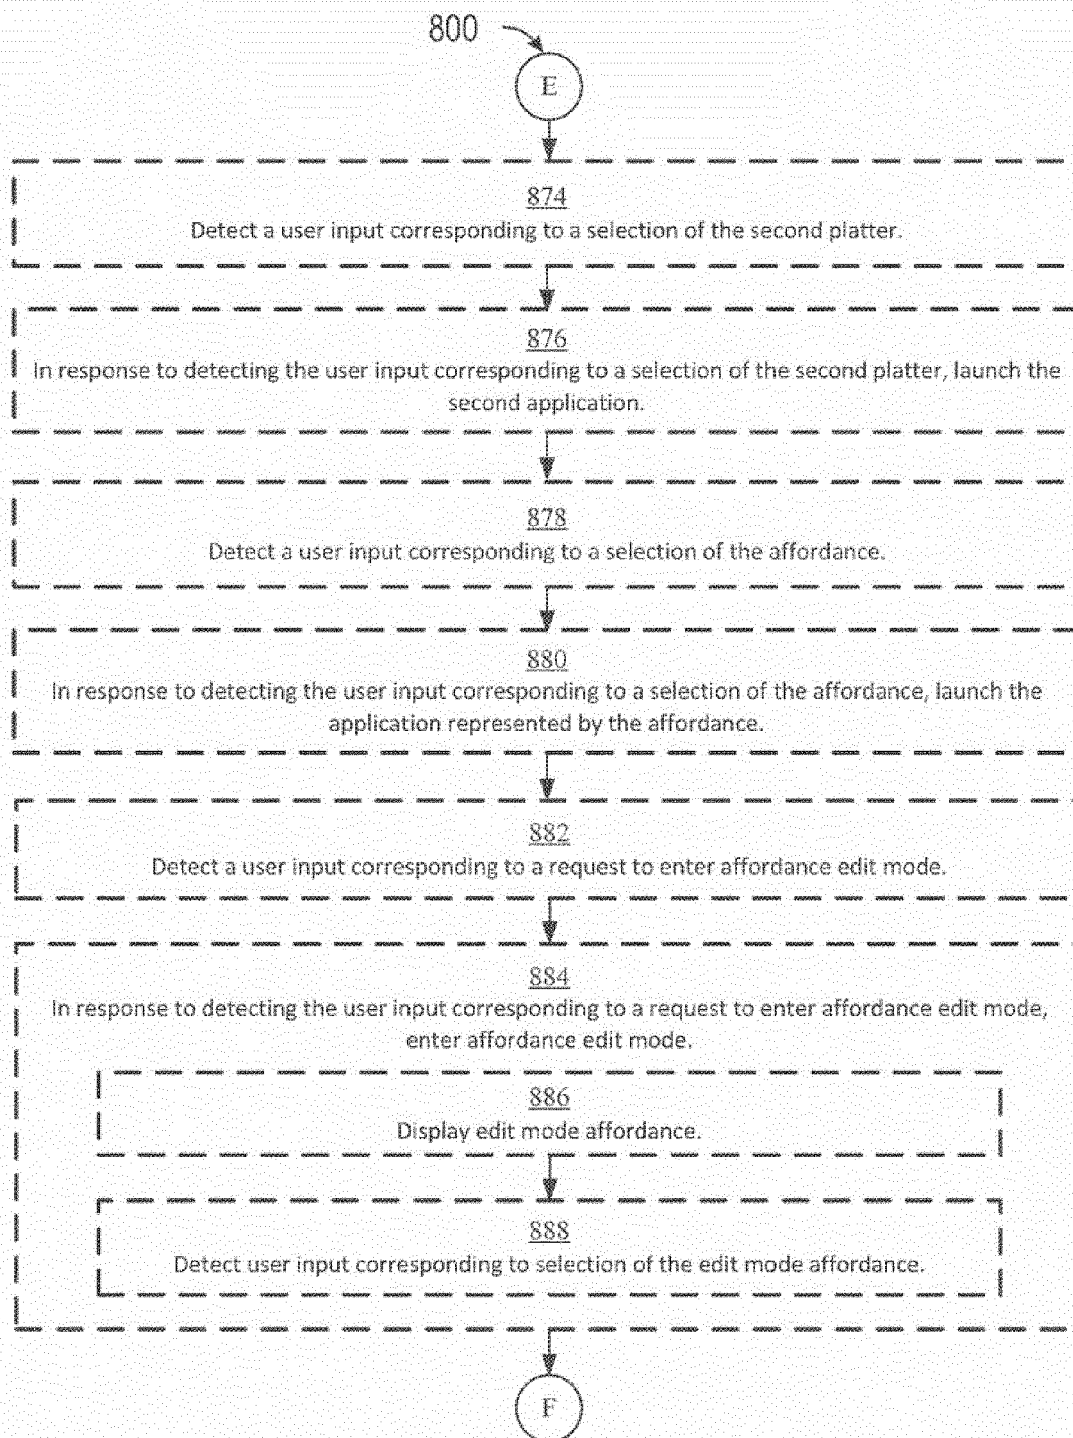 800
E
874
Detect a user input corresponding to a selection of the second platter.
876
In response to detecting the user input corresponding to a selection of the second platter, launch the
second application.
878
Detect a user input corresponding to a selection of the affordance.
880
In response to detecting the user input corresponding to a selection of the affordance, launch the
application represented by the affordance.
882
Detect a user input corresponding to a request to enter affordance edit mode.
884
In response to detecting the user input corresponding to a request to enter affordance edit mode,
enter affordance edit mode.
886
Display edit mode affordance.
888
Detect user input corresponding to selection of the edit mode affordance.
F